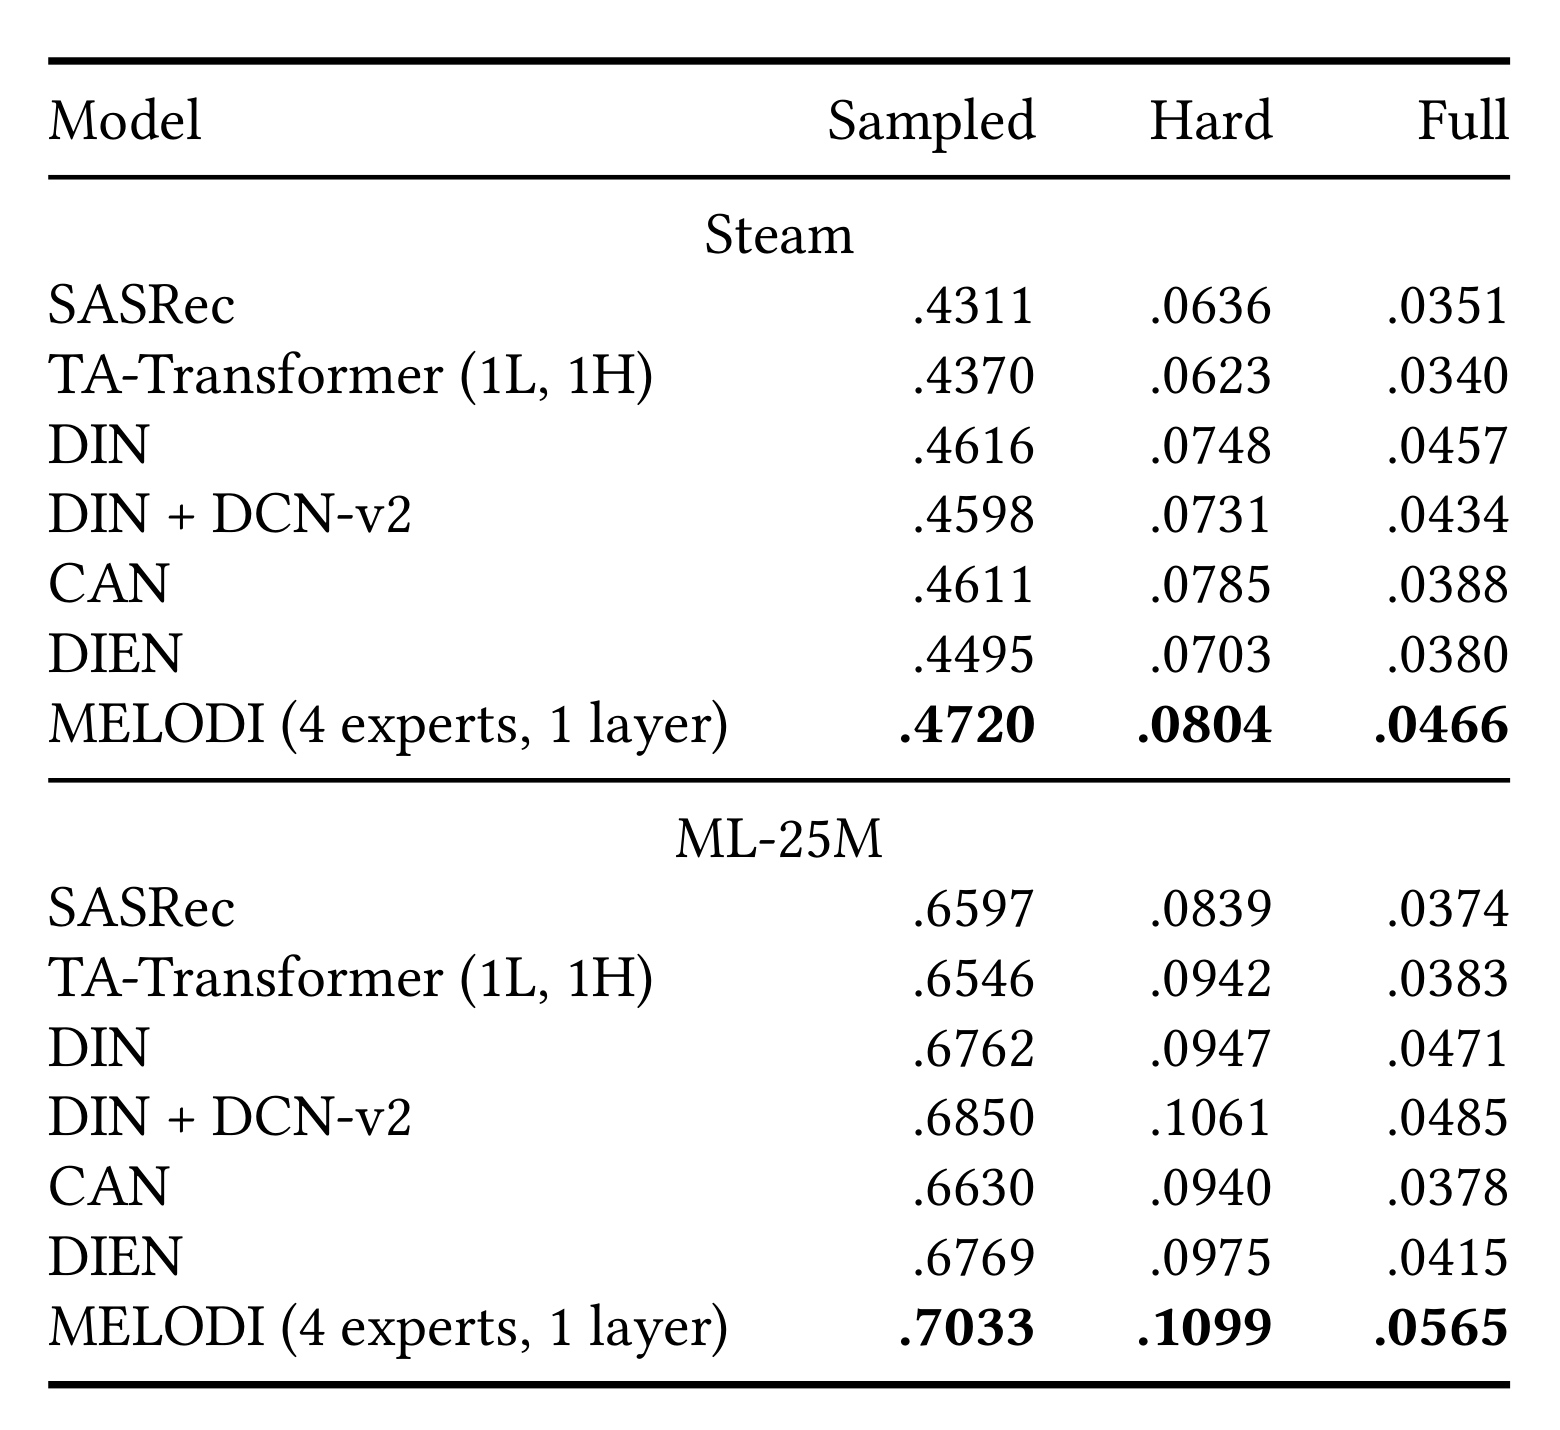 Model Sampled Hard Full
Steam
SASRec .4311 .0636 .0351
TA-Transformer (1L, 1H) .4370 .0623 .0340
DIN .4616 .0748 .0457
DIN + DCN-v2 .4598 .0731 .0434
CAN .4611 .0785 .0388
DIEN .4495 .0703 .0380
MELODI (4 experts, 1 layer) .4720 .0804 .0466
ML-25M
SASRec .6597 .0839 .0374
TA-Transformer (1L, 1H) .6546 .0942 .0383
DIN .6762 .0947 .0471
DIN + DCN-v2 .6850 .1061 .0485
CAN .6630 .0940 .0378
DIEN .6769 .0975 .0415
MELODI (4 experts, 1 layer) .7033 .1099 .0565